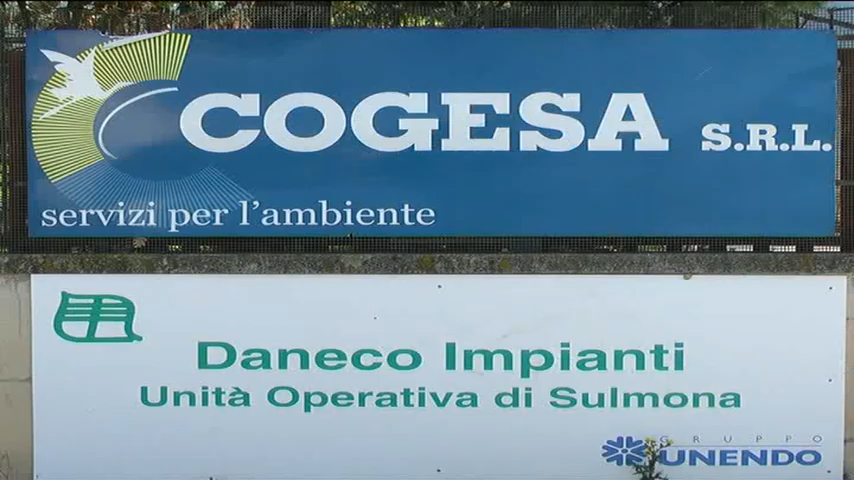 COGESA S.R.L.
servizi per l'ambiente
Daneco Impianti
Unità Operativa di Sulmona
GRUPPO
UNENDO